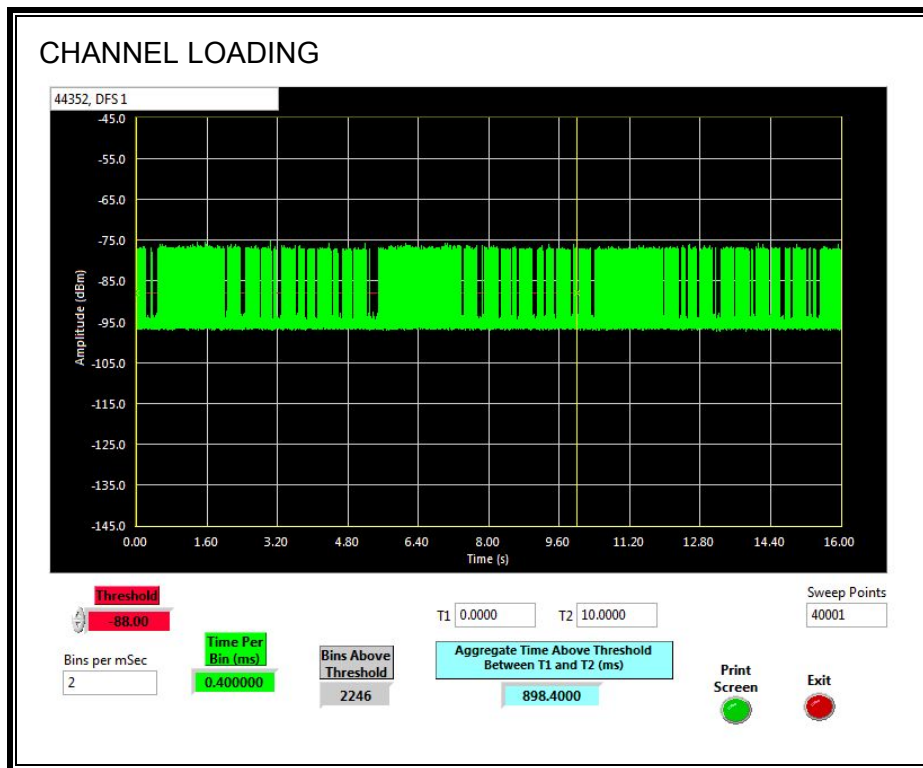 CHANNEL LOADING
44352, DFS 1
-45.0
-55.0
-65.0
-75.0
-85.0
-95.0
-105.0
-115.0
-125.0
-135.0
-145.0
Amplitude (dBm)
0.00 1.60 3.20 4.80 6.40 8.00 9.60 11.20 12.80 14.40 16.00
Time (s)
Threshold
-88.00
Bins per mSec
2
Time Per
Bin (ms)
0.400000
Bins Above
Threshold
2246
T1 0.0000 T2 10.0000
Aggregate Time Above Threshold
Between T1 and T2 (ms)
898.4000
Sweep Points
40001
Print
Screen
Exit